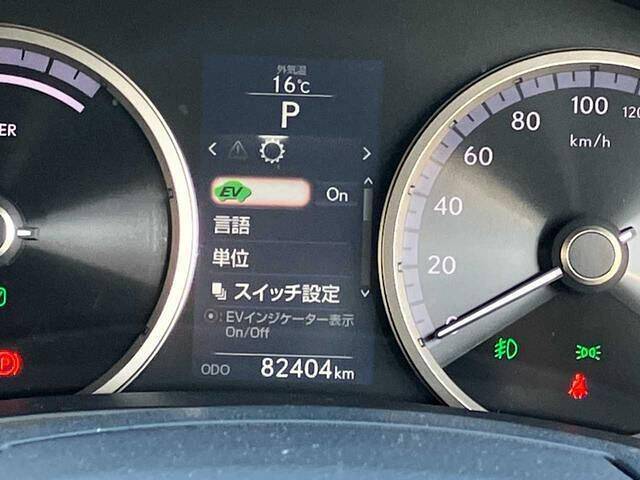 外気温
16℃
P
EV On
言語
単位
スイッチ設定
EVインジケーター表示
On/Off
ODO 82404km
ER
0
20
40
60
80
100
120
km/h